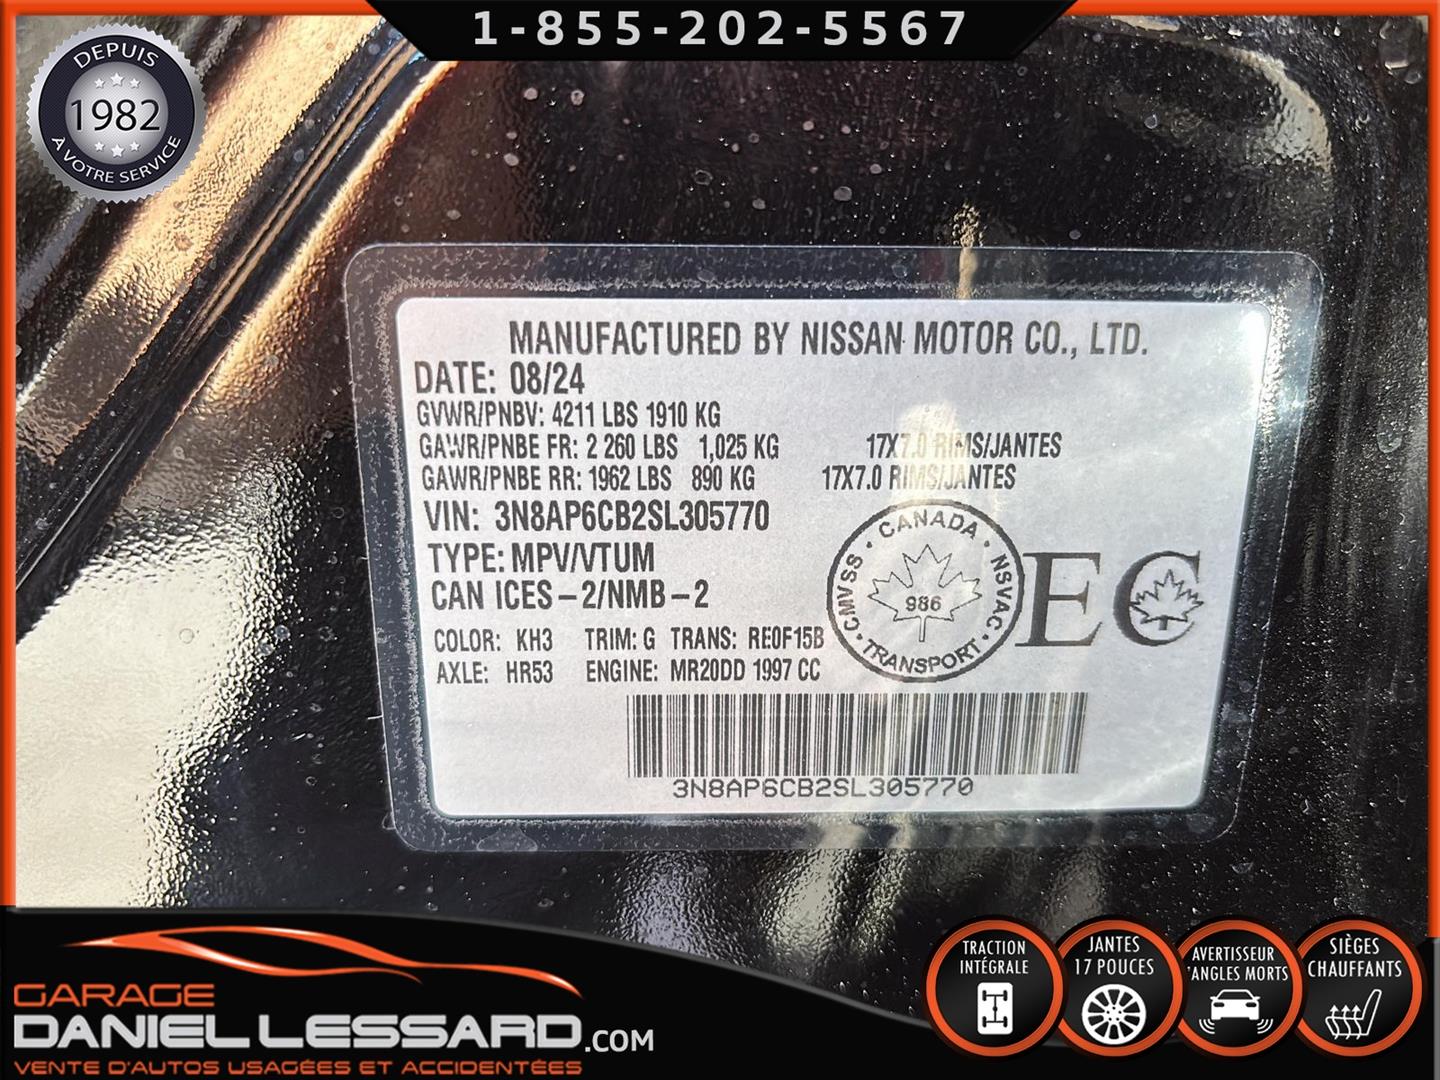 1-855-202-5567
DEPUIS
1982
À VOTRE SERVICE
MANUFACTURED BY NISSAN MOTOR CO., LTD.
DATE: 08/24
GVWR/PNBV: 4211 LBS 1910 KG
GAWR/PNBE FR: 2 260 LBS 1,025 KG 17X7.0 RIMS/JANTES
GAWR/PNBE RR: 1962 LBS 890 KG 17X7.0 RIMS/JANTES
VIN: 3N8AP6CB2SL305770
TYPE: MPV/VTUM
CAN ICES-2/NMB-2
COLOR: KH3 TRIM: G TRANS: RE0F15B
AXLE: HR53 ENGINE: MR20DD 1997 CC
CANADA
CMVSS NSVAC
986
TRANSPORT
EC
3N8AP6CB2SL305770
GARAGE
DANIEL LESSARD.COM
VENTE D'AUTOS USAGÉES ET ACCIDENTÉES
TRACTION
INTÉGRALE
JANTES
17 POUCES
AVERTISSEUR
'ANGLES MORTS
SIÈGES
CHAUFFANTS